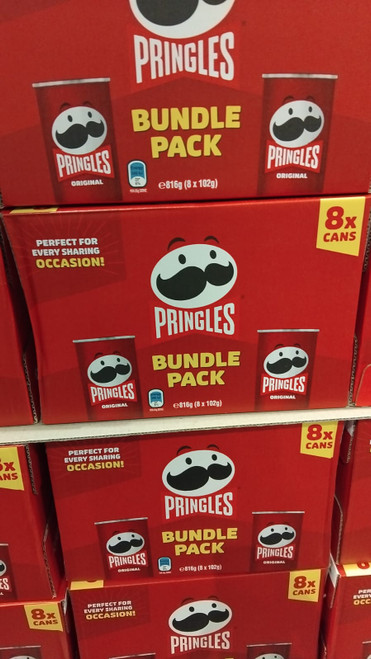 PRINGLES
BUNDLE
PACK
PRINGLES
ORIGINAL
PRINGLES
ORIGINAL
℮816g (8 x 102g)
8x
CANS
PERFECT FOR
EVERY SHARING
OCCASION!
PRINGLES
BUNDLE
PACK
PRINGLES
ORIGINAL
PRINGLES
ORIGINAL
℮816g (8 x 102g)
8x
CANS
PERFECT FOR
EVERY SHARING
OCCASION!
PRINGLES
BUNDLE
PACK
PRINGLES
ORIGINAL
PRINGLES
ORIGINAL
℮816g (8 x 102g)
8x
CANS
8x
CANS
PERFECT FOR
EVERY SHARING
OCCASION!
PRINGLES